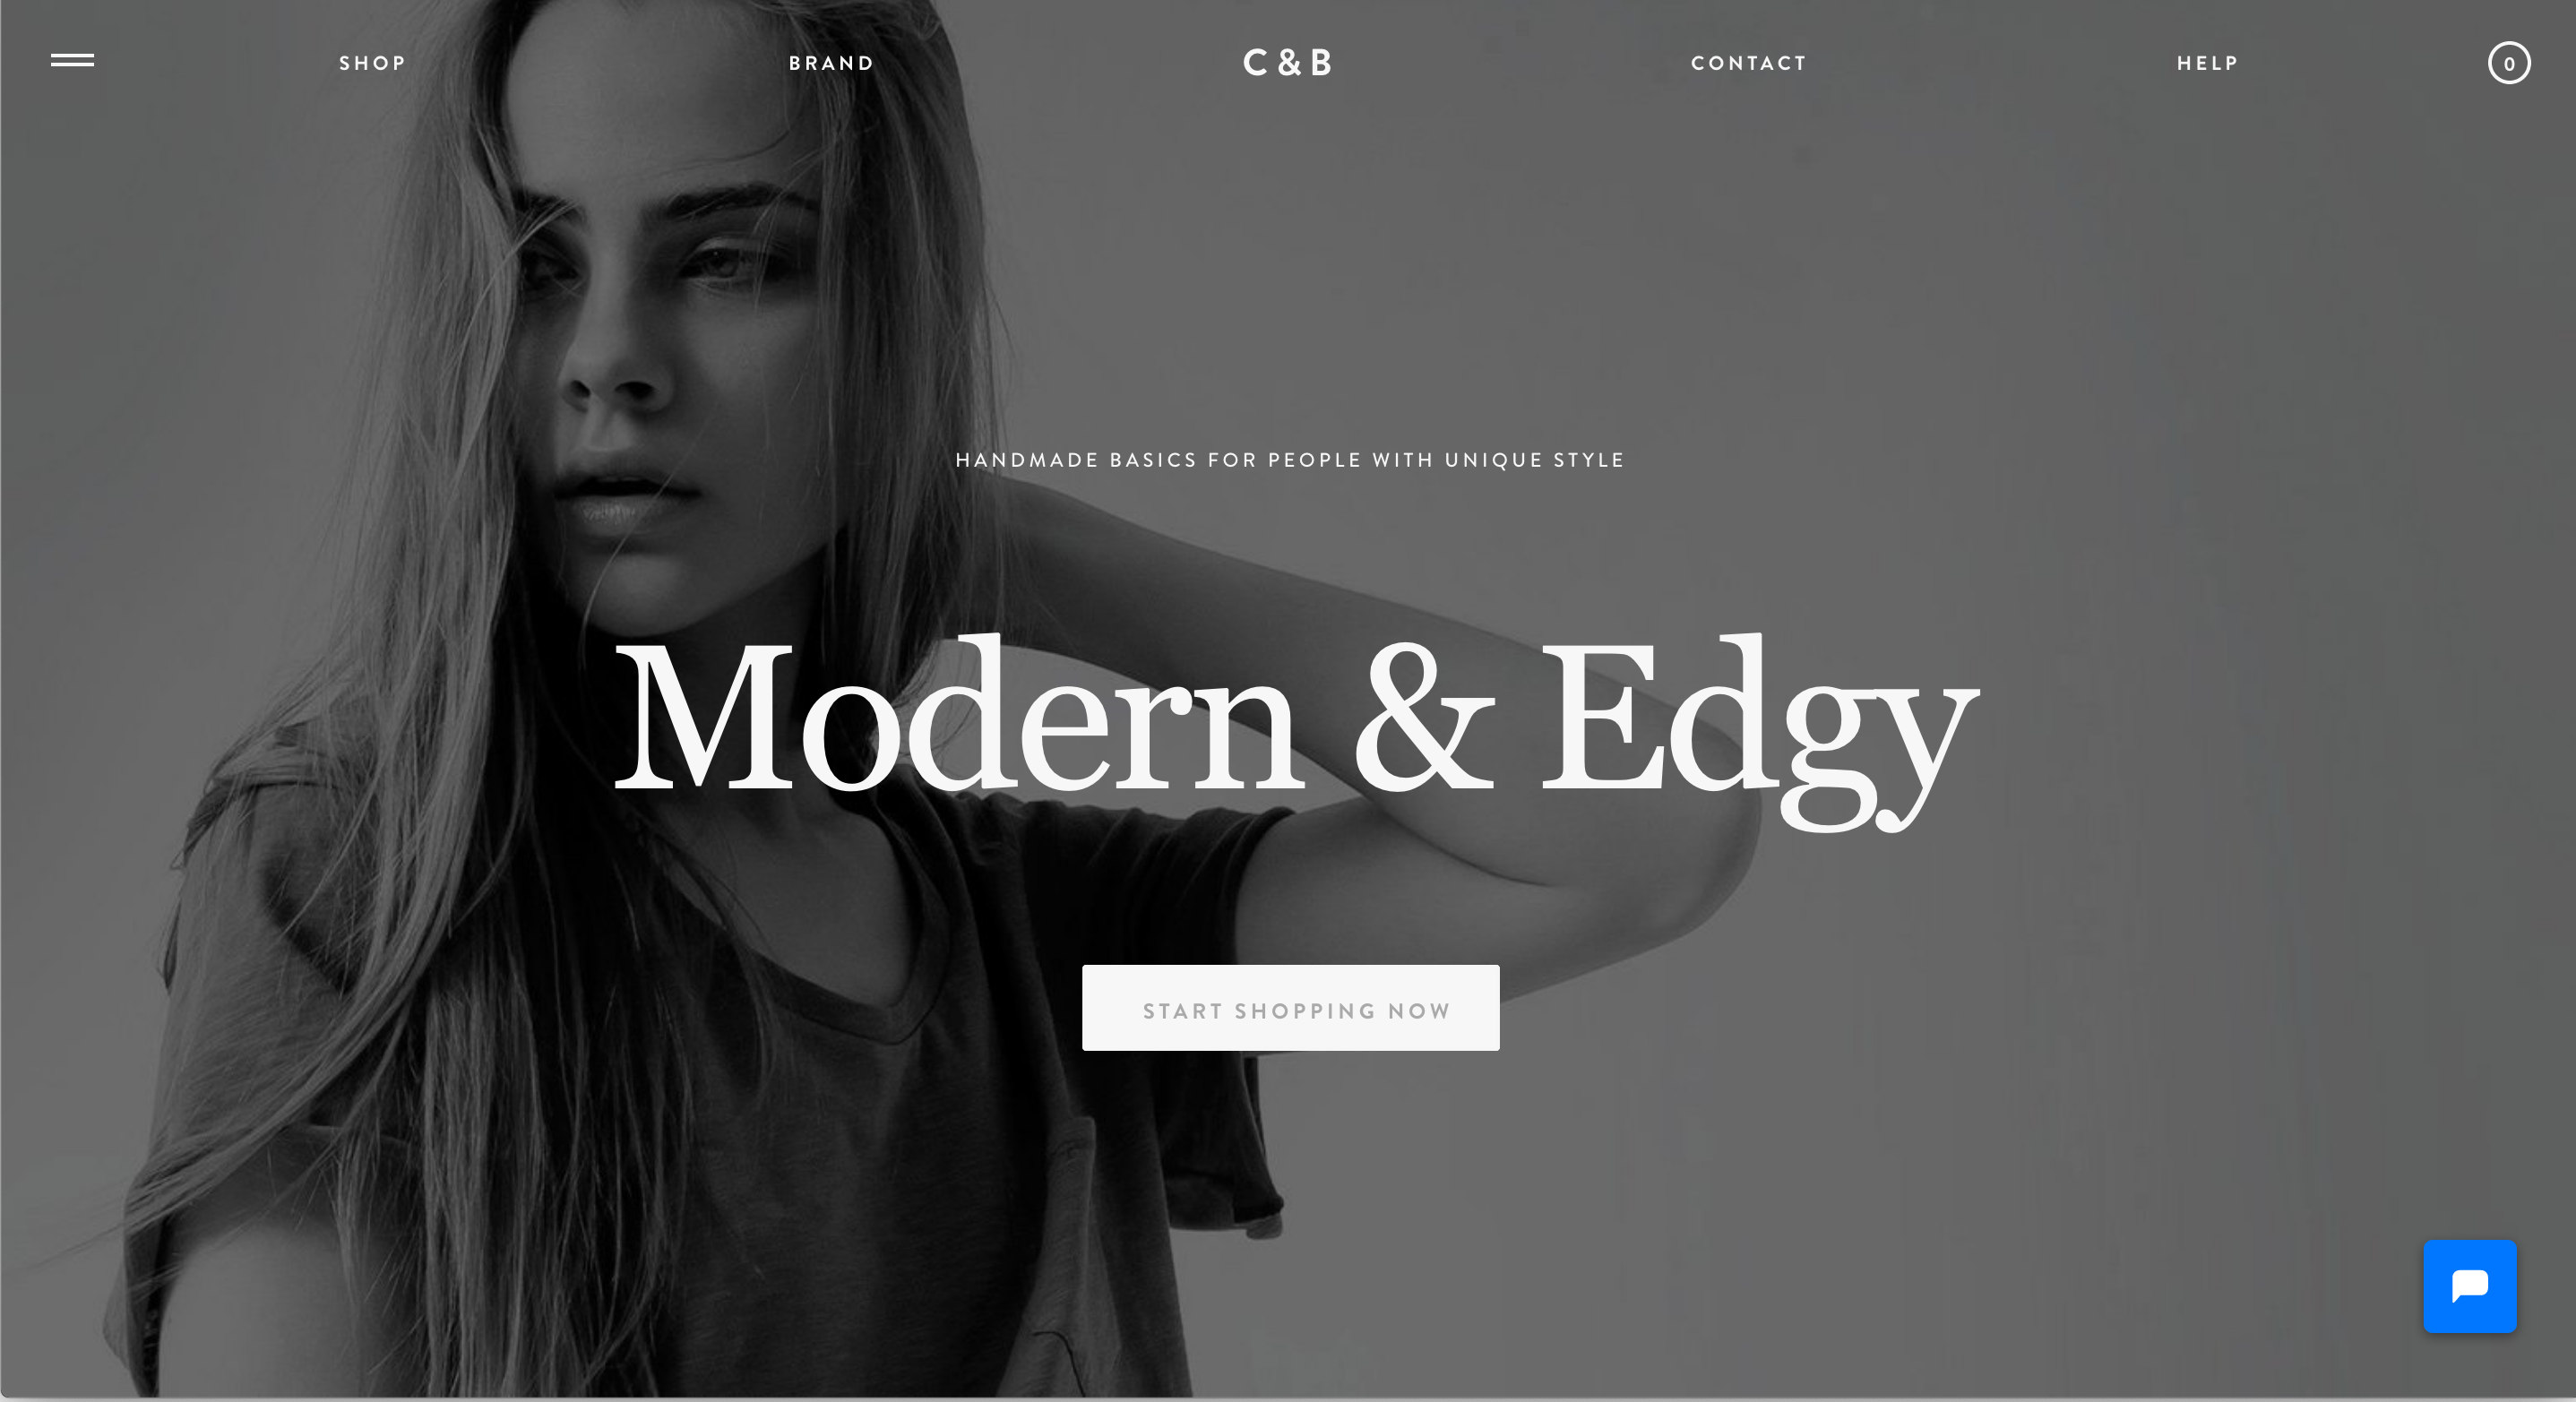 SHOP
BRAND
C & B
CONTACT
HELP
0
HANDMADE BASICS FOR PEOPLE WITH UNIQUE STYLE
Modern & Edgy
START SHOPPING NOW